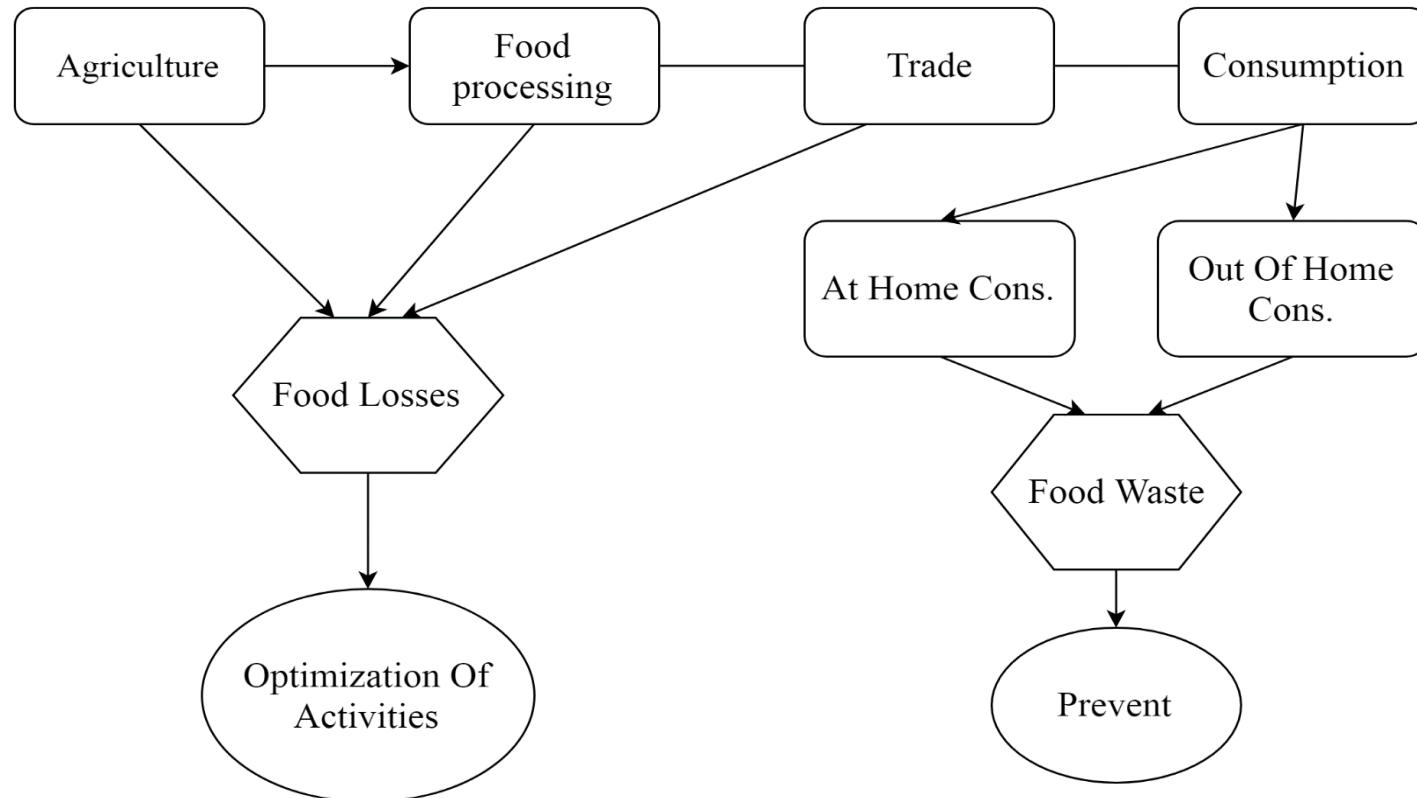 Agriculture
Food
processing
Trade
Consumption
At Home Cons.
Out Of Home
Cons.
Food Losses
Food Waste
Optimization Of
Activities
Prevent